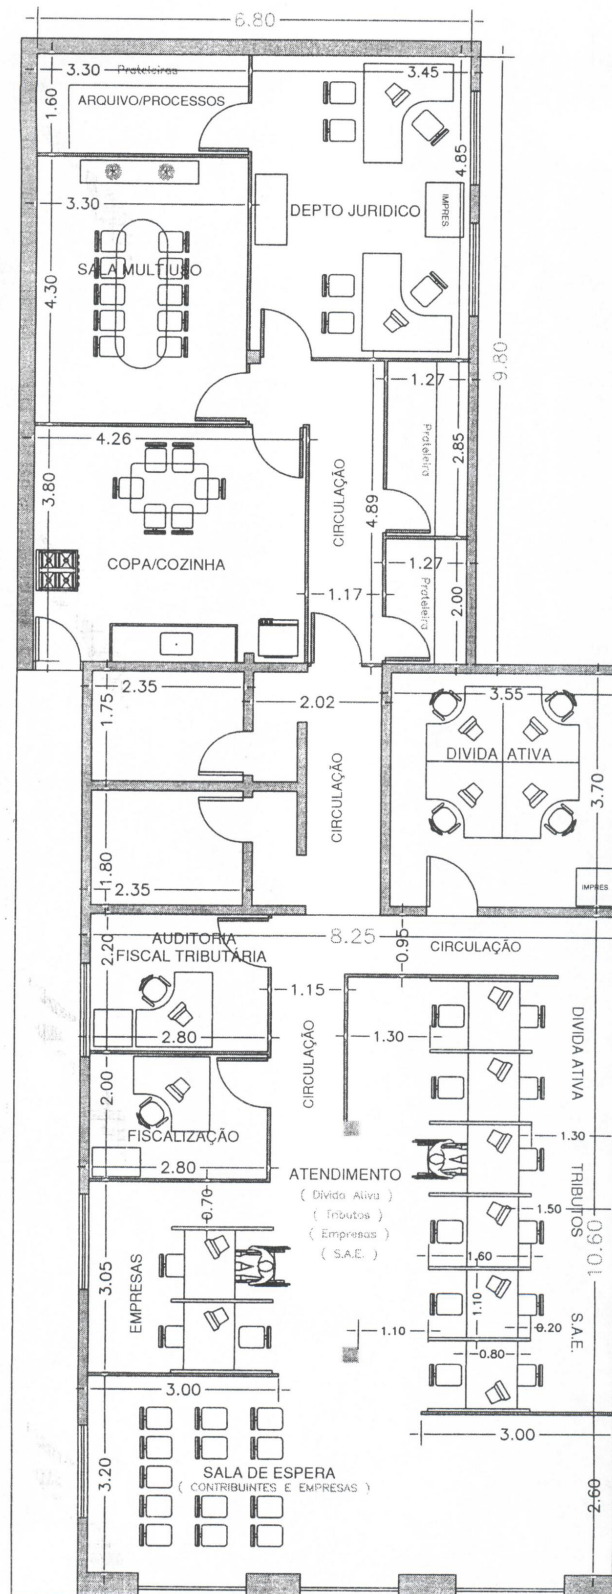 6.80
3.30
Prateleiras
3.45
1.60
ARQUIVO/PROCESSOS
4.85
3.30
DEPTO JURIDICO
IMPRES
SALA MULTIUSO
4.30
9.80
1.27
4.26
Prateleira
2.85
3.80
CIRCULAÇÃO
4.89
COPA/COZINHA
1.27
1.17
Prateleira
2.00
2.35
1.75
2.02
3.55
CIRCULAÇÃO
DIVIDA ATIVA
3.70
1.80
2.35
IMPRES
AUDITORIA
FISCAL TRIBUTÁRIA
2.20
8.25
0.95
CIRCULAÇÃO
1.15
1.30
2.80
CIRCULAÇÃO
DIVIDA ATIVA
2.00
FISCALIZAÇÃO
1.30
2.80
ATENDIMENTO
( Dívida Ativa )
( Tributos )
( Empresas )
( S.A.E. )
0.70
TRIBUTOS
1.50
10.60
1.60
3.05
EMPRESAS
1.10
1.10
0.20
S.A.E.
0.80
3.00
3.00
3.20
SALA DE ESPERA
( CONTRIBUINTES E EMPRESAS )
2.60